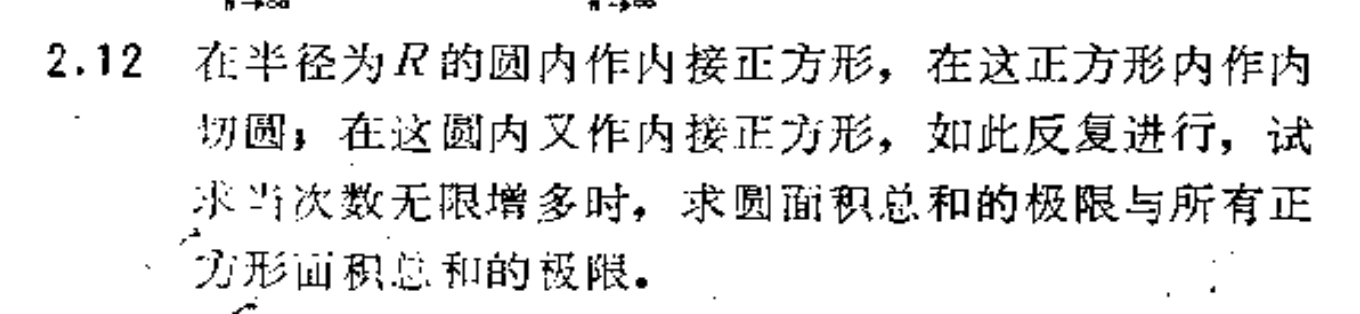 2.12 在半径为R的圆内作内接正方形，在这正方形内作内
切圆；在这圆内又作内接正方形，如此反复进行，试
求当次数无限增多时，求圆面积总和的极限与所有正
方形面积总和的极限。